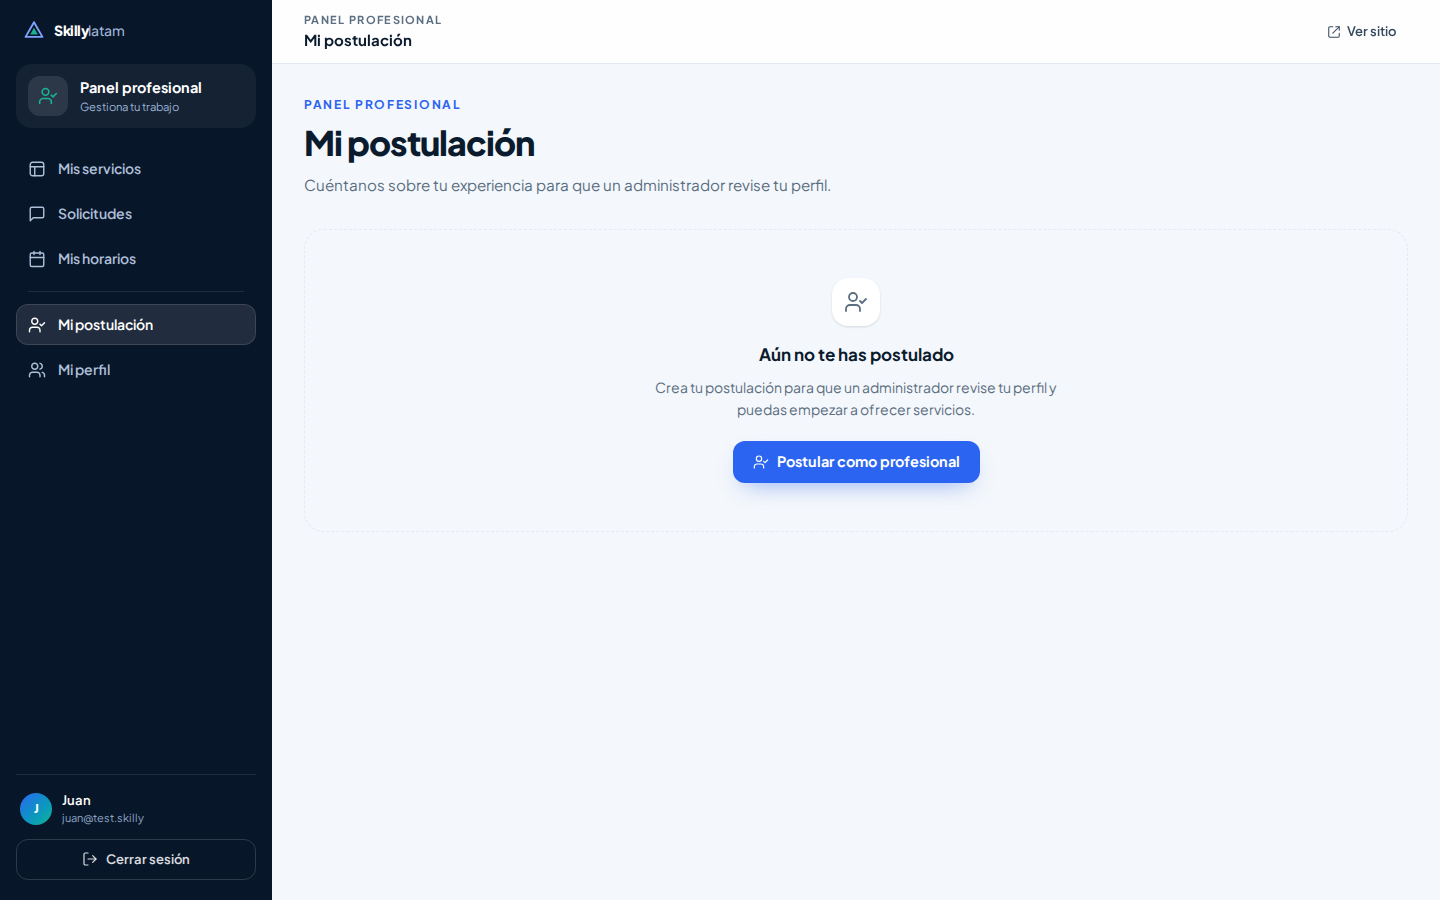 Skillylatam
Panel profesional
Gestiona tu trabajo
Mis servicios
Solicitudes
Mis horarios
Mi postulación
Mi perfil
J
Juan
juan@test.skilly
Cerrar sesión
PANEL PROFESIONAL
Mi postulación
Ver sitio
PANEL PROFESIONAL
Mi postulación
Cuéntanos sobre tu experiencia para que un administrador revise tu perfil.
Aún no te has postulado
Crea tu postulación para que un administrador revise tu perfil y
puedas empezar a ofrecer servicios.
Postular como profesional